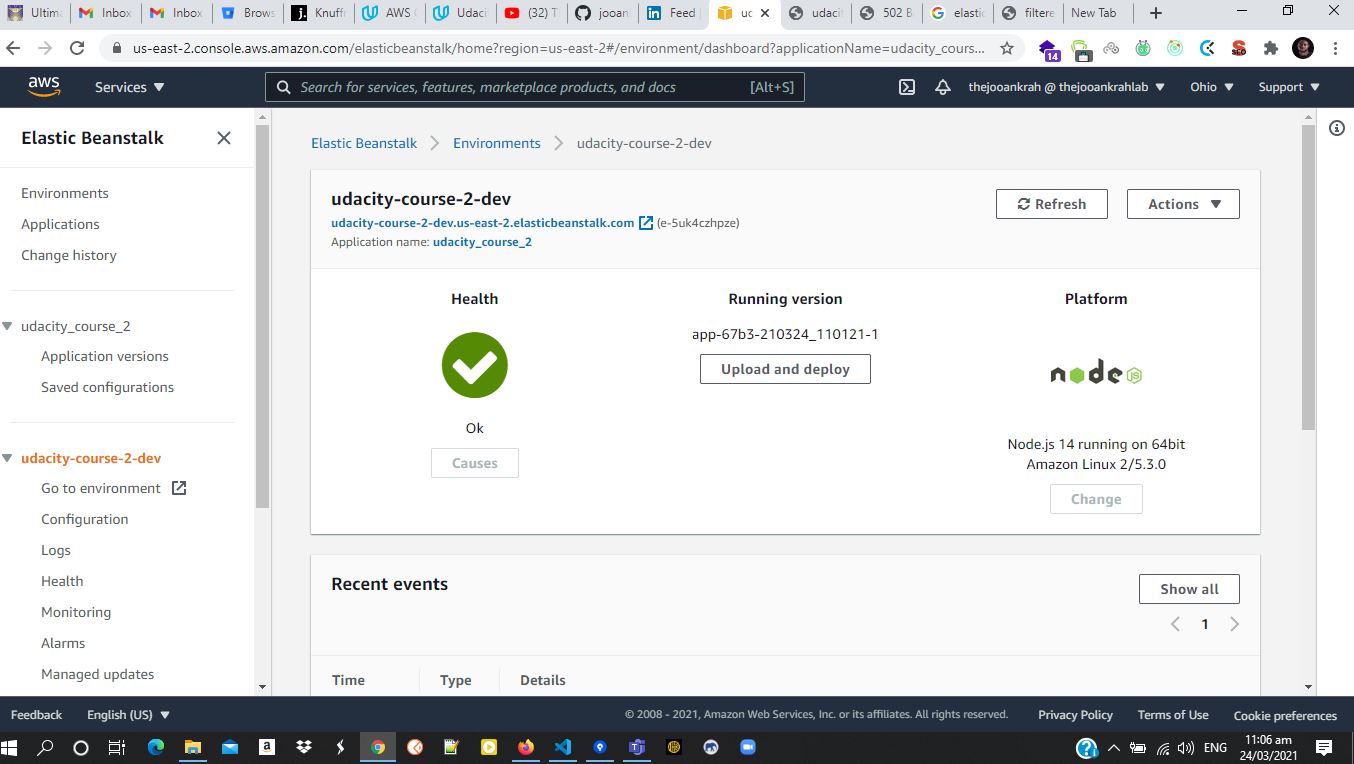 Ultima
Inbox
Inbox
Brows
j. Knuffi
AWS C
Udaci
(32) T
jooan
Feed
uc
udacit
502 B
elastic
filtere
New Tab
us-east-2.console.aws.amazon.com/elasticbeanstalk/home?region=us-east-2#/environment/dashboard?applicationName=udacity_cours...
14
SEO
aws
Services
Search for services, features, marketplace products, and docs
[Alt+S]
thejooankrah @ thejooankrahlab
Ohio
Support
Elastic Beanstalk
Environments
Applications
Change history
udacity_course_2
Application versions
Saved configurations
udacity-course-2-dev
Go to environment
Configuration
Logs
Health
Monitoring
Alarms
Managed updates
Elastic Beanstalk
Environments
udacity-course-2-dev
udacity-course-2-dev
udacity-course-2-dev.us-east-2.elasticbeanstalk.com (e-5uk4czhpze)
Application name: udacity_course_2
Refresh
Actions
Health
Ok
Causes
Running version
app-67b3-210324_110121-1
Upload and deploy
Platform
node JS
Node.js 14 running on 64bit
Amazon Linux 2/5.3.0
Change
Recent events
Show all
1
Time
Type
Details
Feedback
English (US)
© 2008 - 2021, Amazon Web Services, Inc. or its affiliates. All rights reserved.
Privacy Policy
Terms of Use
Cookie preferences
ENG
11:06 am
24/03/2021